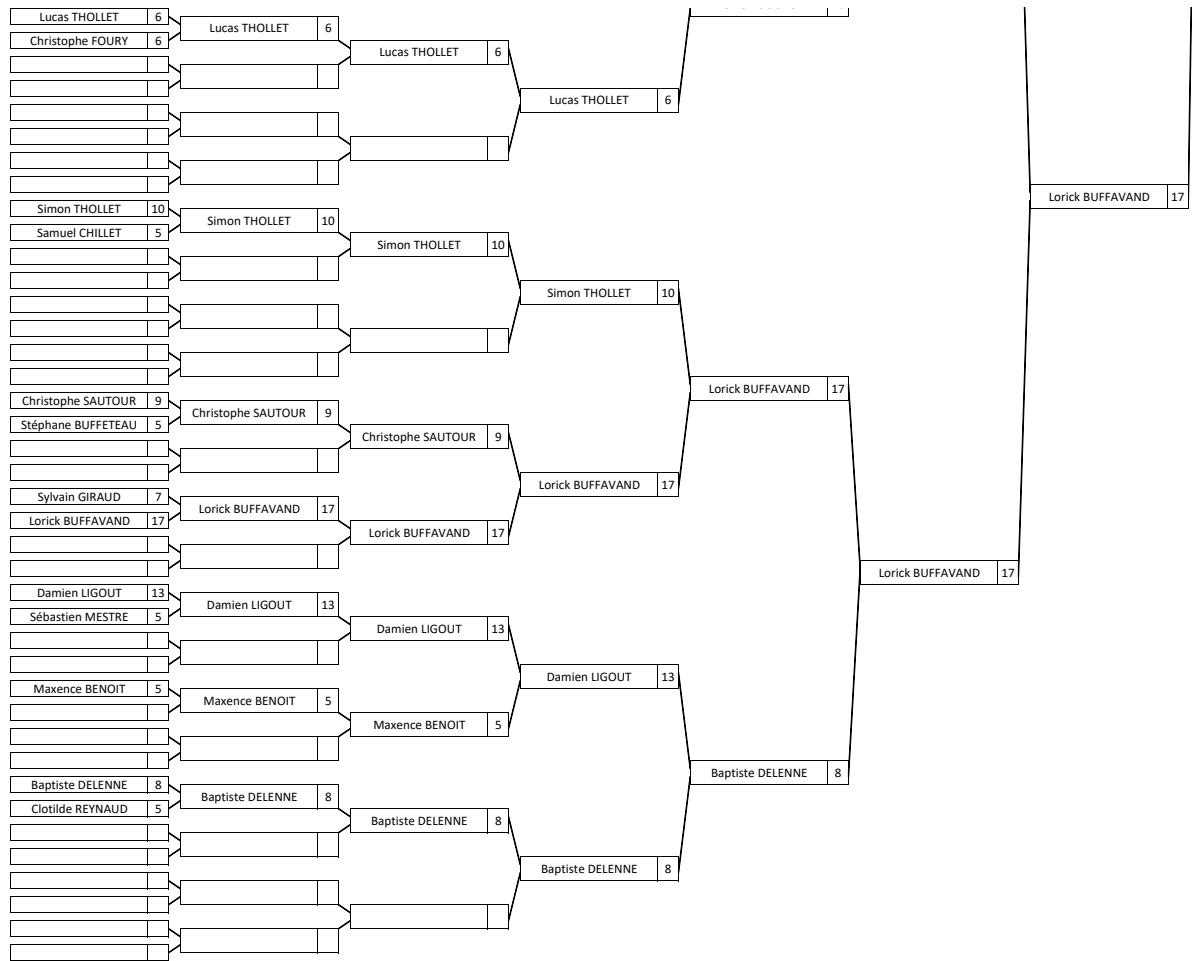 Lucas THOLLET 6
Christophe FOURY 6
Simon THOLLET 10
Samuel CHILLET 5
Christophe SAUTOUR 9
Stéphane BUFFETEAU 5
Sylvain GIRAUD 7
Lorick BUFFAVAND 17
Damien LIGOUT 13
Sébastien MESTRE 5
Maxence BENOIT 5
Baptiste DELENNE 8
Clotilde REYNAUD 5
Lucas THOLLET 6
Simon THOLLET 10
Christophe SAUTOUR 9
Lorick BUFFAVAND 17
Damien LIGOUT 13
Maxence BENOIT 5
Baptiste DELENNE 8
Lucas THOLLET 6
Simon THOLLET 10
Christophe SAUTOUR 9
Lorick BUFFAVAND 17
Damien LIGOUT 13
Maxence BENOIT 5
Baptiste DELENNE 8
Lucas THOLLET 6
Simon THOLLET 10
Lorick BUFFAVAND 17
Damien LIGOUT 13
Baptiste DELENNE 8
Lorick BUFFAVAND 17
Baptiste DELENNE 8
Lorick BUFFAVAND 17
Lorick BUFFAVAND 17